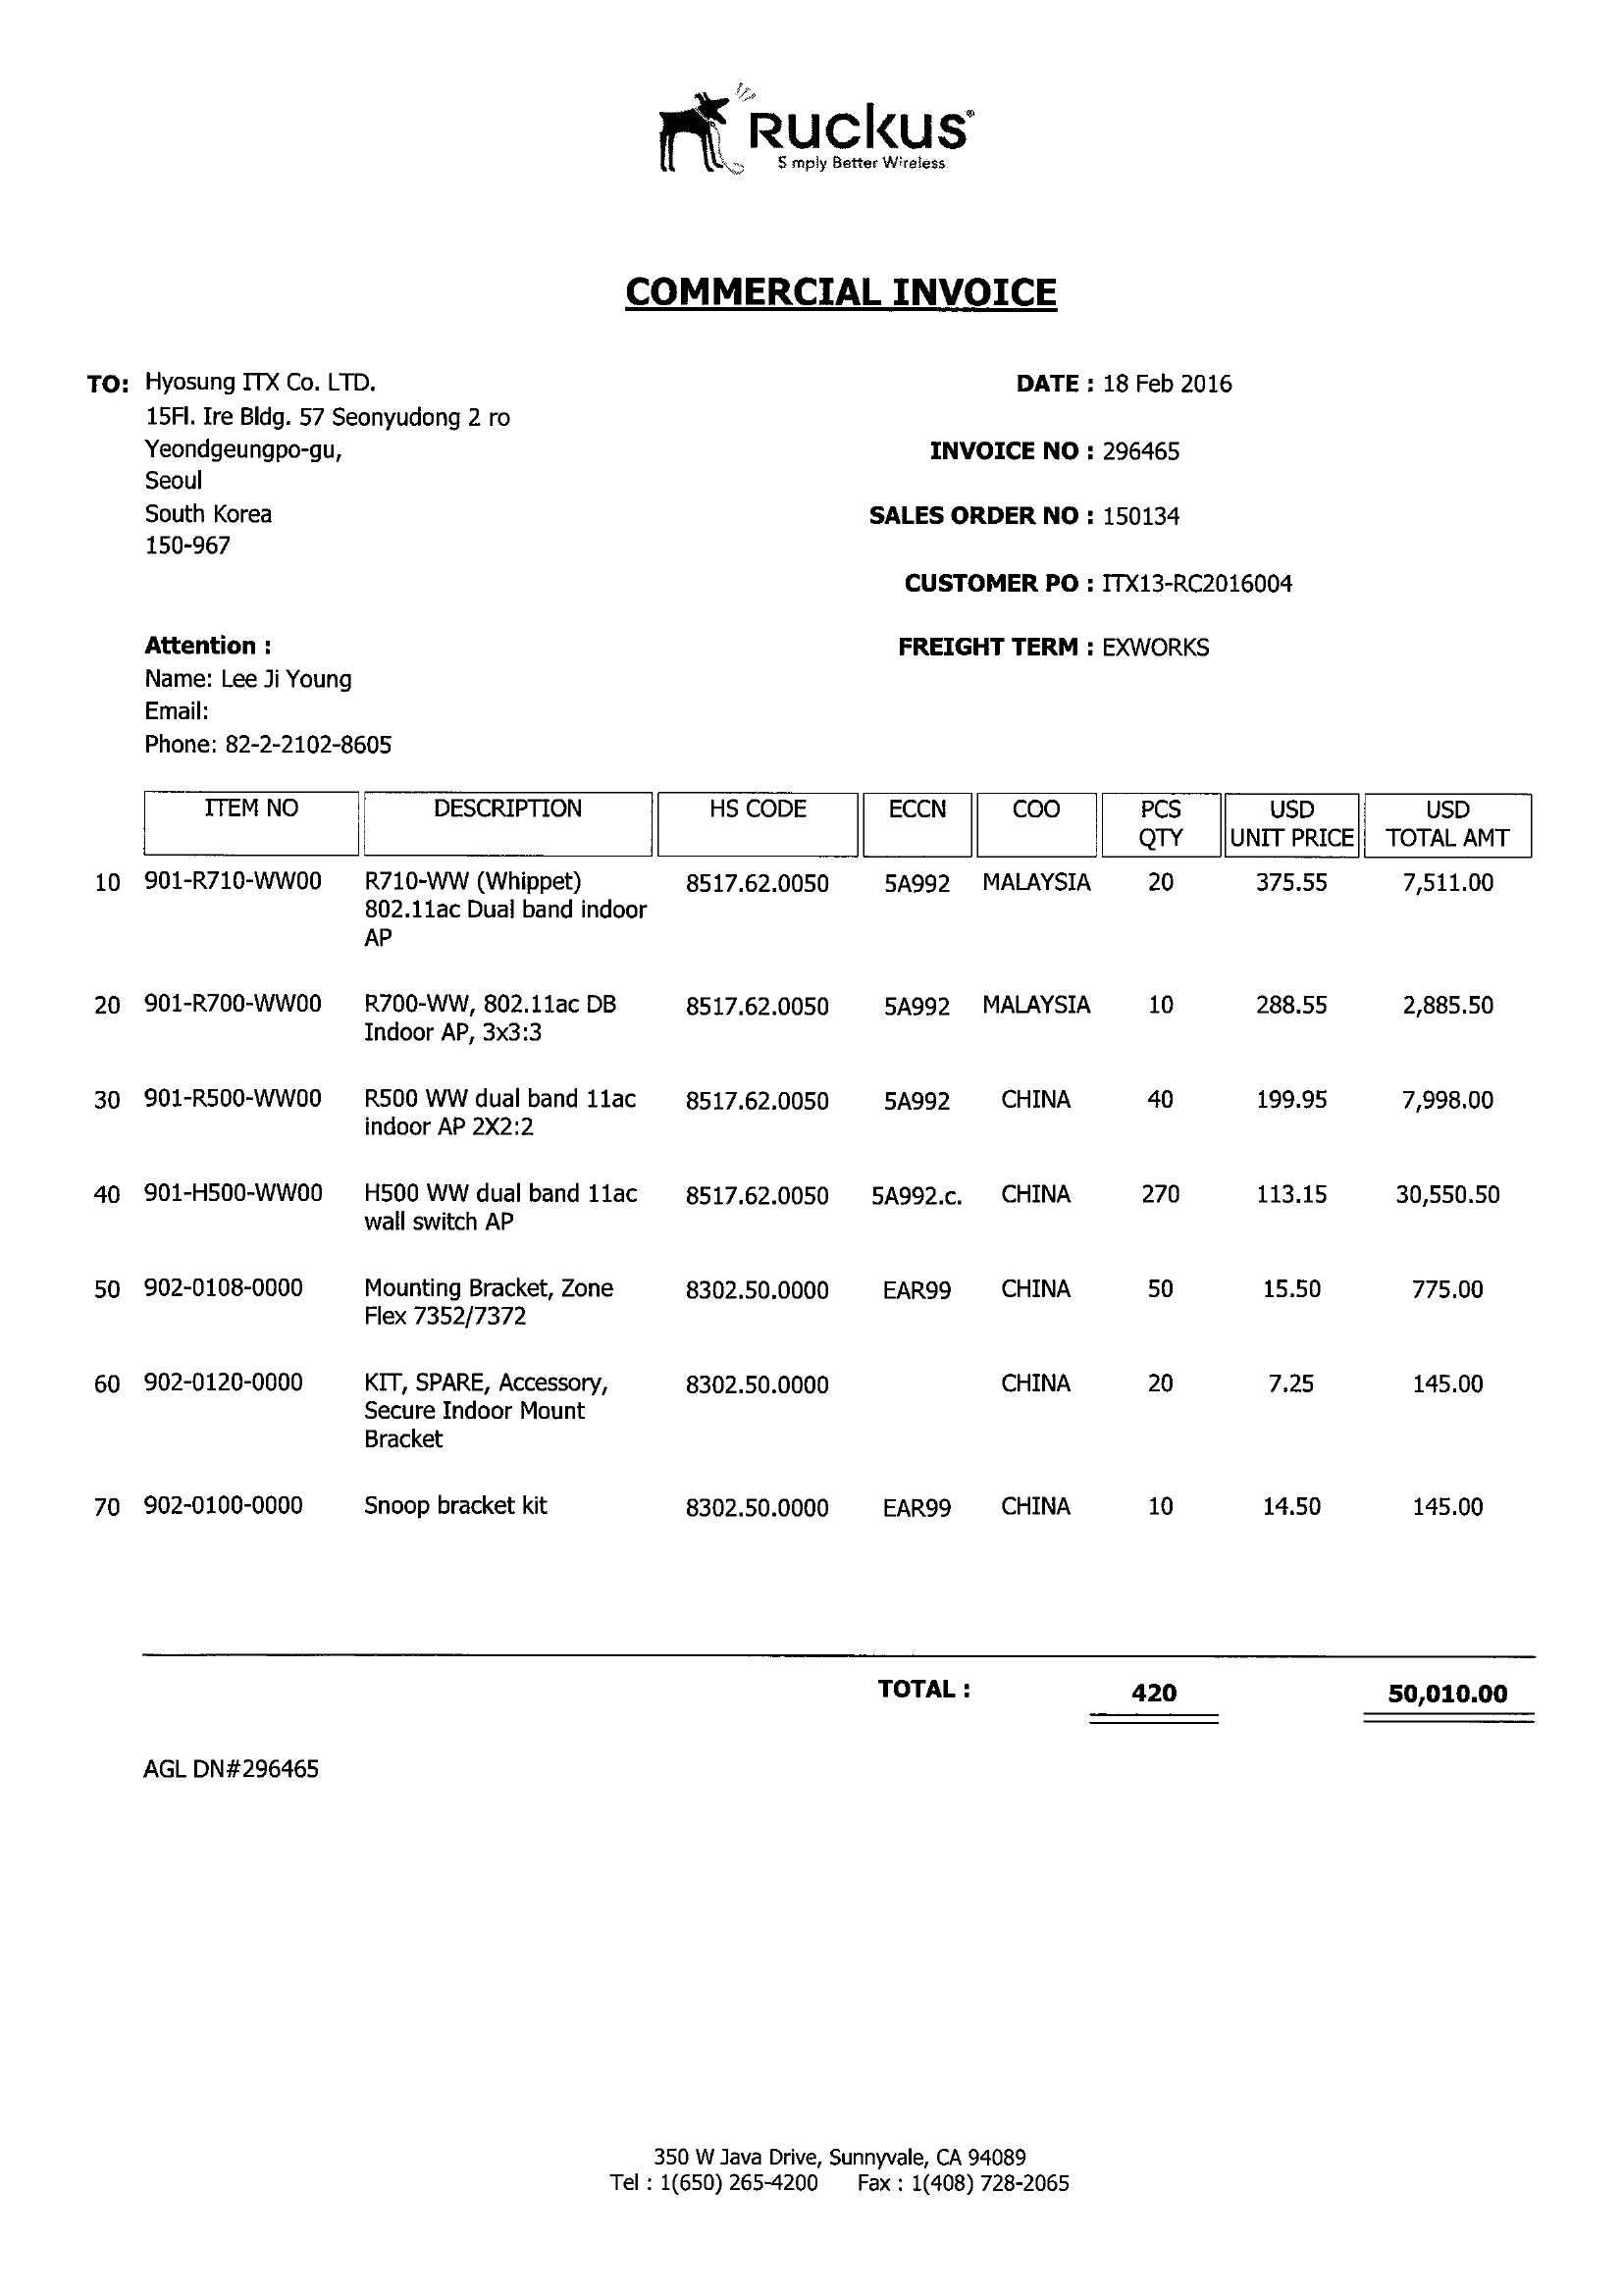 Ruckus®
S mply Better Wireless
COMMERCIAL INVOICE
TO: Hyosung ITX Co. LTD.
15Fl. Ire Bldg. 57 Seonyudong 2 ro
Yeondgeungpo-gu,
Seoul
South Korea
150-967
DATE : 18 Feb 2016
INVOICE NO : 296465
SALES ORDER NO : 150134
CUSTOMER PO : ITX13-RC2016004
FREIGHT TERM : EXWORKS
Attention :
Name: Lee Ji Young
Email:
Phone: 82-2-2102-8605
ITEM NO DESCRIPTION HS CODE ECCN COO PCS USD USD
QTY UNIT PRICE TOTAL AMT
10 901-R710-WW00 R710-WW (Whippet) 8517.62.0050 5A992 MALAYSIA 20 375.55 7,511.00
802.11ac Dual band indoor
AP
20 901-R700-WW00 R700-WW, 802.11ac DB 8517.62.0050 5A992 MALAYSIA 10 288.55 2,885.50
Indoor AP, 3x3:3
30 901-R500-WW00 R500 WW dual band 11ac 8517.62.0050 5A992 CHINA 40 199.95 7,998.00
indoor AP 2X2:2
40 901-H500-WW00 H500 WW dual band 11ac 8517.62.0050 5A992.c. CHINA 270 113.15 30,550.50
wall switch AP
50 902-0108-0000 Mounting Bracket, Zone 8302.50.0000 EAR99 CHINA 50 15.50 775.00
Flex 7352/7372
60 902-0120-0000 KIT, SPARE, Accessory, 8302.50.0000 CHINA 20 7.25 145.00
Secure Indoor Mount
Bracket
70 902-0100-0000 Snoop bracket kit 8302.50.0000 EAR99 CHINA 10 14.50 145.00
TOTAL : 420 50,010.00
AGL DN#296465
350 W Java Drive, Sunnyvale, CA 94089
Tel : 1(650) 265-4200 Fax : 1(408) 728-2065